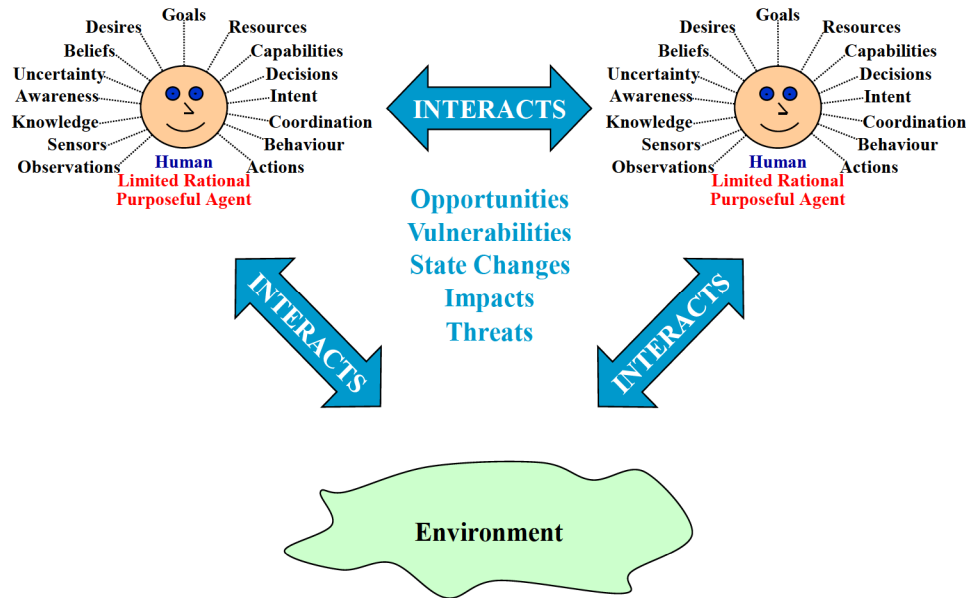 Goals
Desires
Resources
Beliefs
Capabilities
Uncertainty
Decisions
Awareness
Intent
Knowledge
Coordination
Sensors
Behaviour
Observations
Actions
Human
Limited Rational
Purposeful Agent
INTERACTS
Goals
Desires
Resources
Beliefs
Capabilities
Uncertainty
Decisions
Awareness
Intent
Knowledge
Coordination
Sensors
Behaviour
Observations
Actions
Human
Limited Rational
Purposeful Agent
Opportunities
Vulnerabilities
State Changes
Impacts
Threats
INTERACTS
INTERACTS
Environment